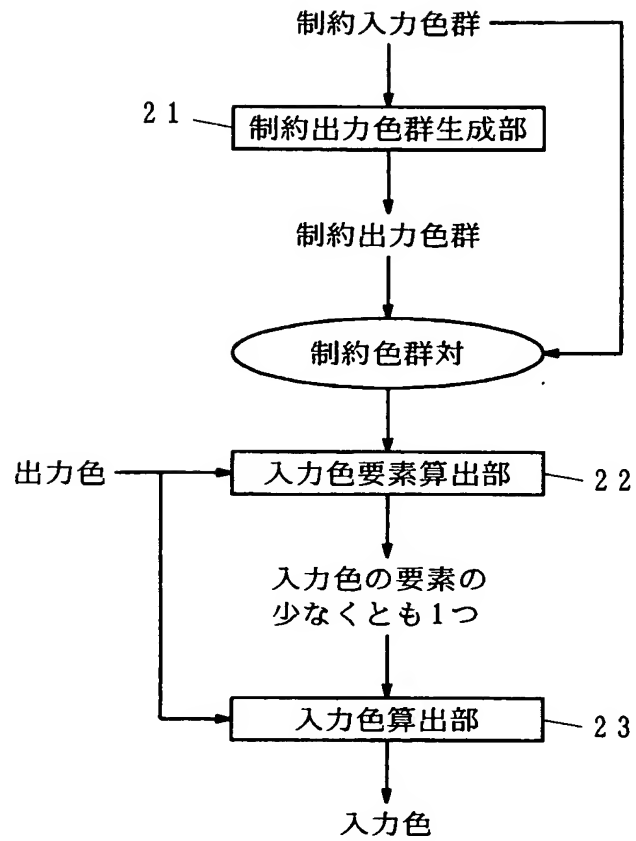 制約入力色群
21
制約出力色群生成部
制約出力色群
制約色群対
出力色
入力色要素算出部
22
入力色の要素の
少なくとも1つ
入力色算出部
23
入力色